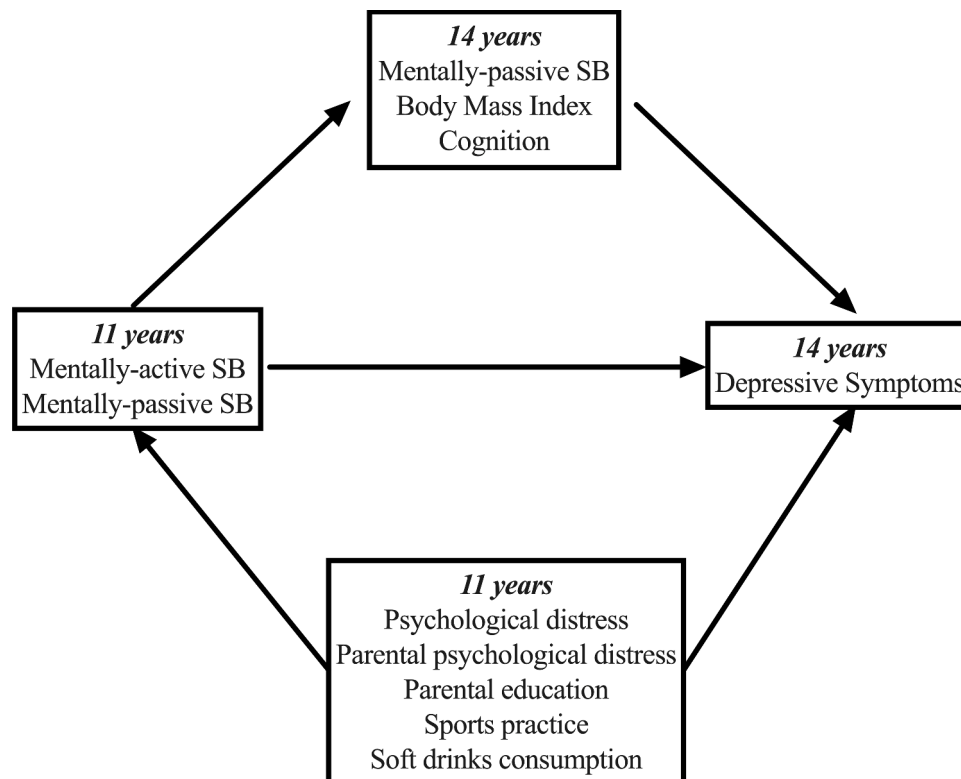 14 years
Mentally-passive SB
Body Mass Index
Cognition
11 years
Mentally-active SB
Mentally-passive SB
14 years
Depressive Symptoms
11 years
Psychological distress
Parental psychological distress
Parental education
Sports practice
Soft drinks consumption